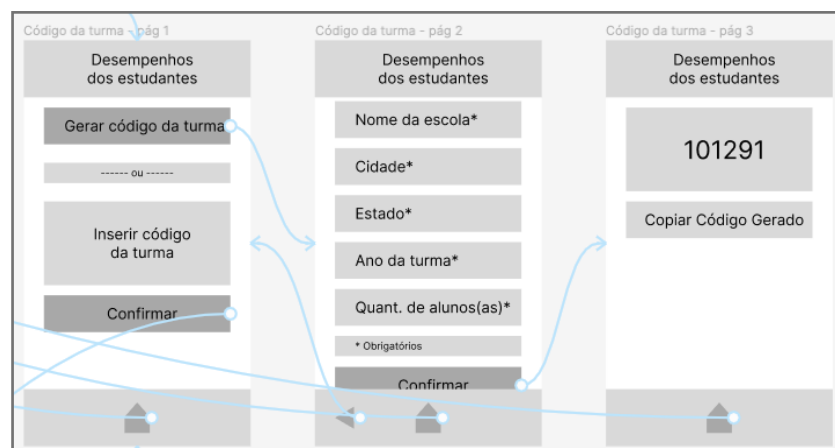 Código da turma - pág 1
Desempenhos
dos estudantes
Gerar código da turma
------ ou ------
Inserir código
da turma
Confirmar
Código da turma - pág 2
Desempenhos
dos estudantes
Nome da escola*
Cidade*
Estado*
Ano da turma*
Quant. de alunos(as)*
* Obrigatórios
Confirmar
Código da turma - pág 3
Desempenhos
dos estudantes
101291
Copiar Código Gerado